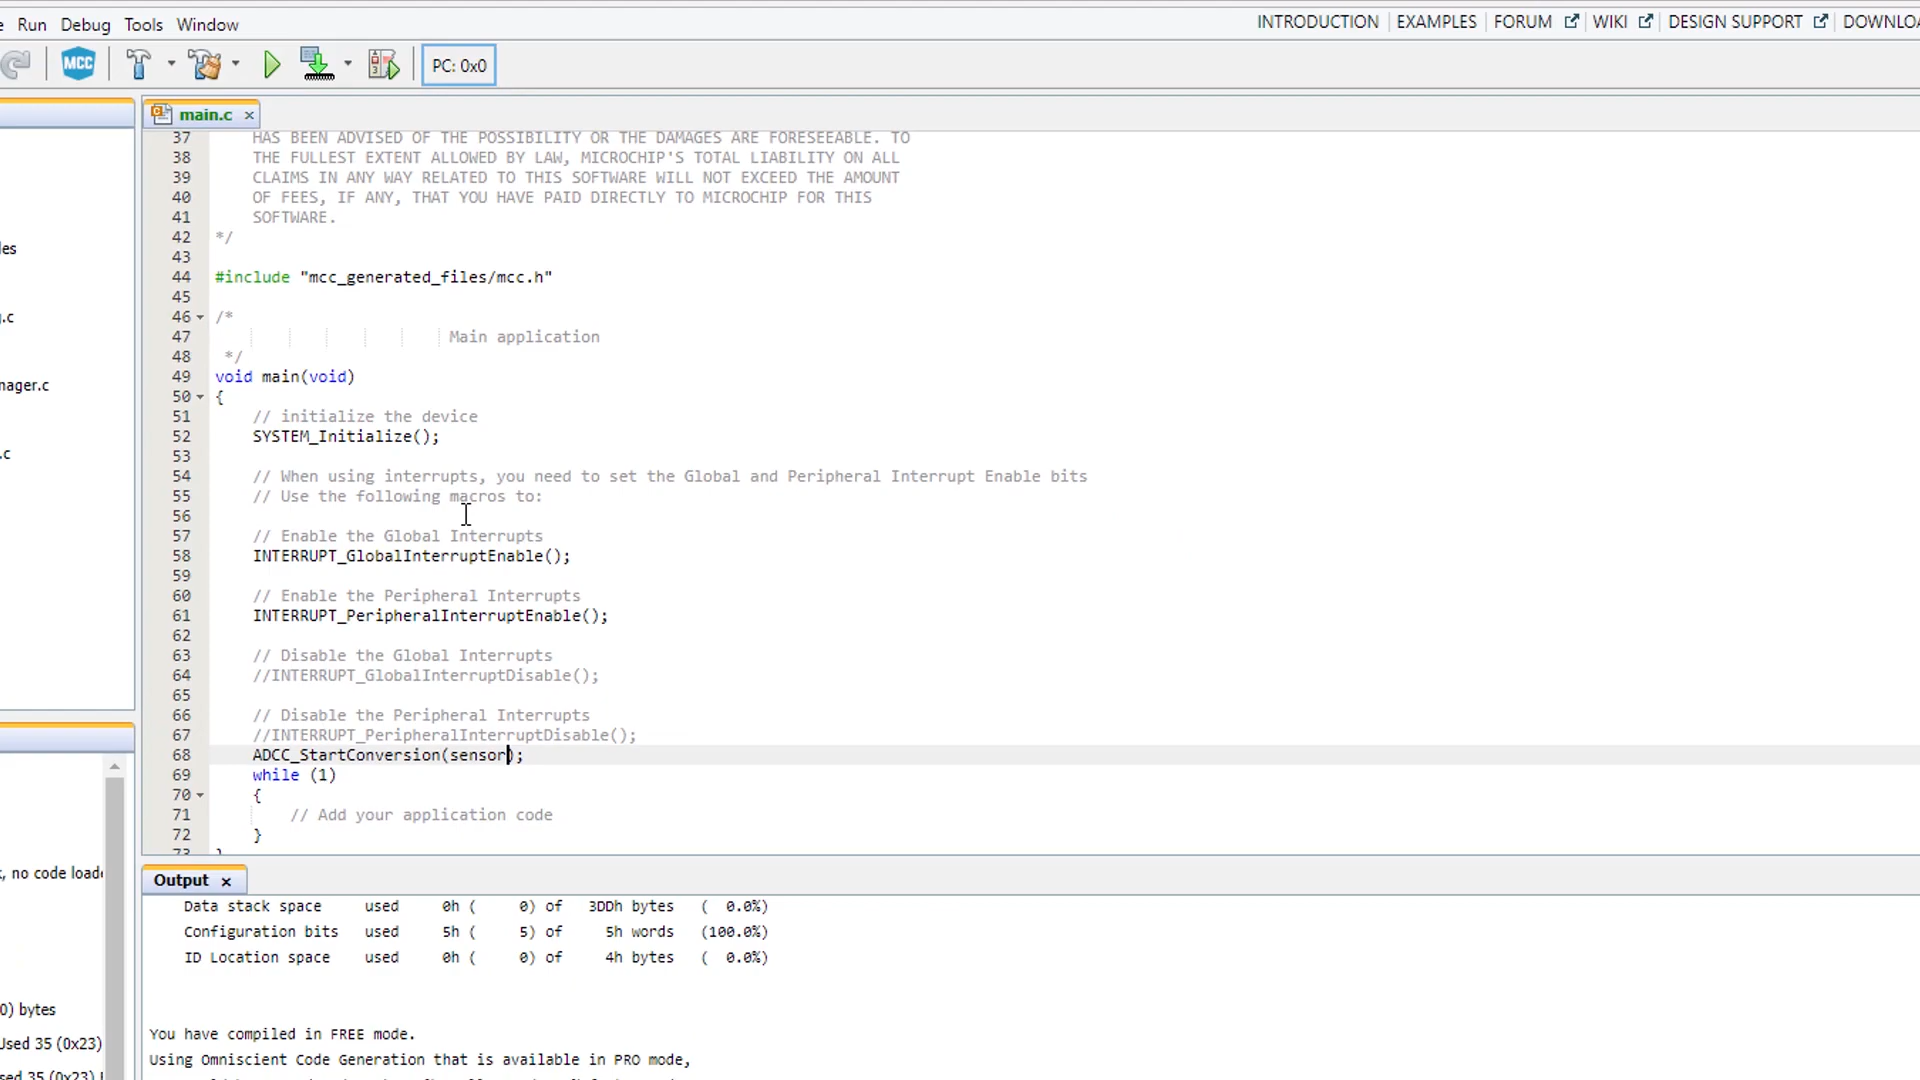 Run Debug Tools Window INTRODUCTION EXAMPLES FORUM WIKI DESIGN SUPPORT
MCC PC: 0x0
main.c
37 HAS BEEN ADVISED OF THE POSSIBILITY OR THE DAMAGES ARE FORESEEABLE. TO
38 THE FULLEST EXTENT ALLOWED BY LAW, MICROCHIP'S TOTAL LIABILITY ON ALL
39 CLAIMS IN ANY WAY RELATED TO THIS SOFTWARE WILL NOT EXCEED THE AMOUNT
40 OF FEES, IF ANY, THAT YOU HAVE PAID DIRECTLY TO MICROCHIP FOR THIS
41 SOFTWARE.
42 */
43
44 #include "mcc_generated_files/mcc.h"
45
46 /*
47 Main application
48 */
49 void main(void)
50 {
51 // initialize the device
52 SYSTEM_Initialize();
53
54 // When using interrupts, you need to set the Global and Peripheral Interrupt Enable bits
55 // Use the following macros to:
56
57 // Enable the Global Interrupts
58 INTERRUPT_GlobalInterruptEnable();
59
60 // Enable the Peripheral Interrupts
61 INTERRUPT_PeripheralInterruptEnable();
62
63 // Disable the Global Interrupts
64 //INTERRUPT_GlobalInterruptDisable();
65
66 // Disable the Peripheral Interrupts
67 //INTERRUPT_PeripheralInterruptDisable();
68 ADCC_StartConversion(sensor);
69 while (1)
70 {
71 // Add your application code
72 }
73
, no code load
0) bytes
Used 35 (0x23)
sed 35 (0x23)
Output
Data stack space used 0h ( 0) of 3DDh bytes ( 0.0%)
Configuration bits used 5h ( 5) of 5h words (100.0%)
ID Location space used 0h ( 0) of 4h bytes ( 0.0%)
You have compiled in FREE mode.
Using Omniscient Code Generation that is available in PRO mode,